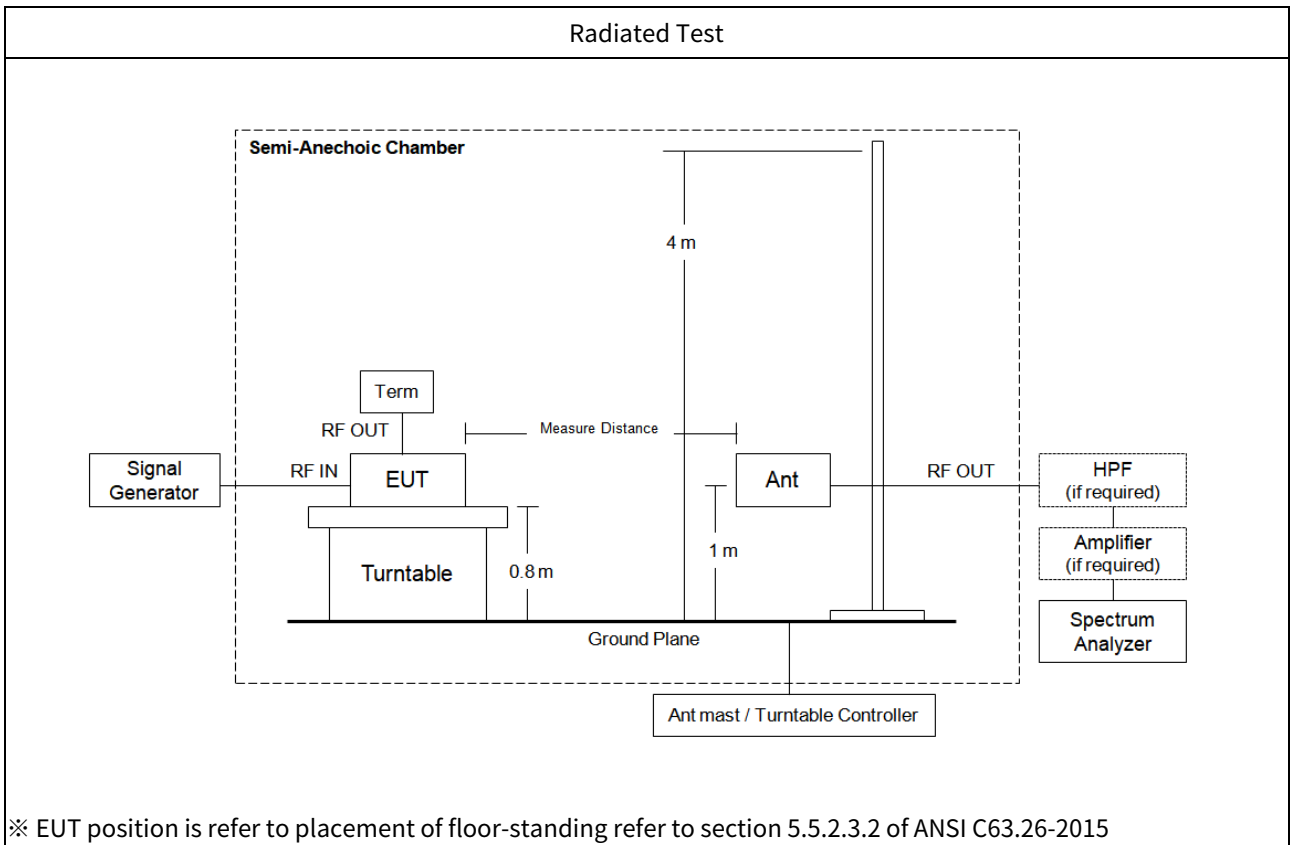 Radiated Test
Semi-Anechoic Chamber
4 m
Term
RF OUT
Measure Distance
Signal
Generator
RF IN
EUT
Ant
RF OUT
HPF
(if required)
Amplifier
(if required)
Spectrum
Analyzer
1 m
0.8 m
Turntable
Ground Plane
Ant mast / Turntable Controller
※ EUT position is refer to placement of floor-standing refer to section 5.5.2.3.2 of ANSI C63.26-2015